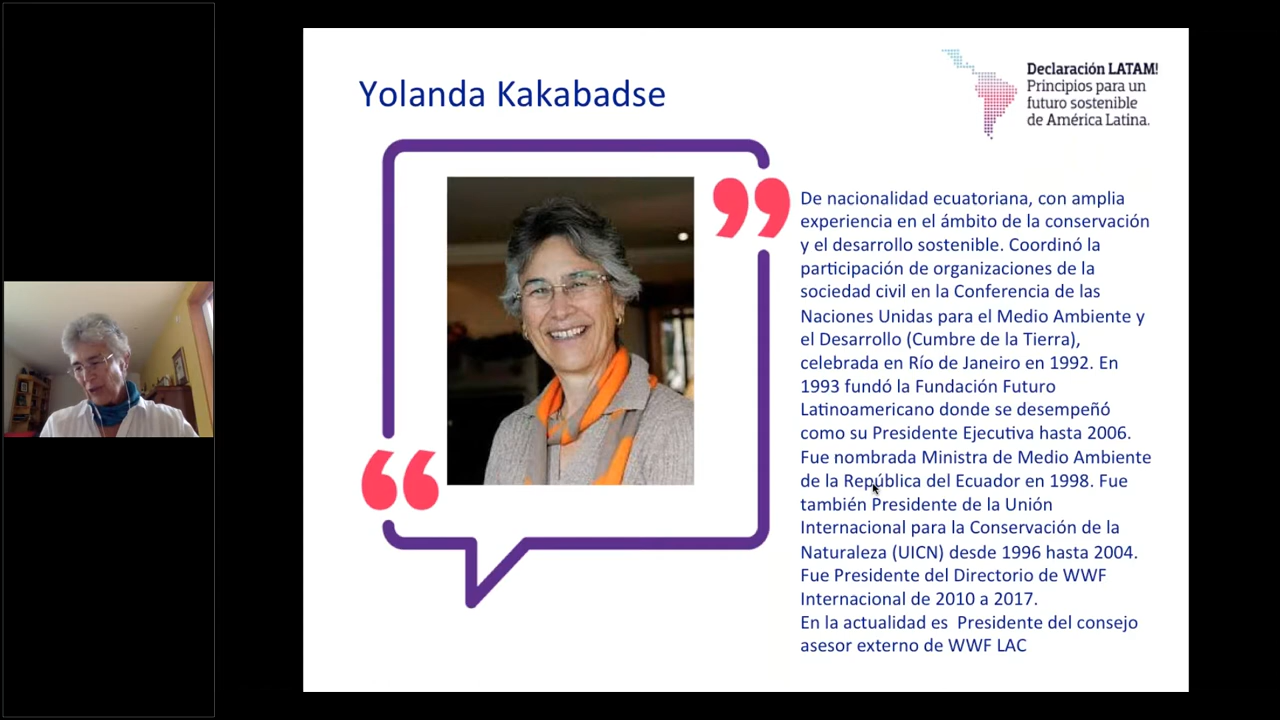 Yolanda Kakabadse
Declaración LATAM!
Principios para un
futuro sostenible
de América Latina.
De nacionalidad ecuatoriana, con amplia
experiencia en el ámbito de la conservación
y el desarrollo sostenible. Coordinó la
participación de organizaciones de la
sociedad civil en la Conferencia de las
Naciones Unidas para el Medio Ambiente y
el Desarrollo (Cumbre de la Tierra),
celebrada en Río de Janeiro en 1992. En
1993 fundó la Fundación Futuro
Latinoamericano donde se desempeñó
como su Presidente Ejecutiva hasta 2006.
Fue nombrada Ministra de Medio Ambiente
de la República del Ecuador en 1998. Fue
también Presidente de la Unión
Internacional para la Conservación de la
Naturaleza (UICN) desde 1996 hasta 2004.
Fue Presidente del Directorio de WWF
Internacional de 2010 a 2017.
En la actualidad es  Presidente del consejo
asesor externo de WWF LAC